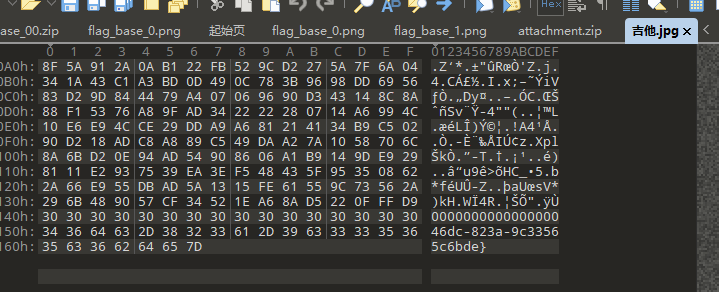 Hex
ase_00.zip flag_base_0.png 起始页 flag_base_0.png flag_base_1.png attachment.zip 吉他.jpg
0 1 2 3 4 5 6 7 8 9 A B C D E F 0123456789ABCDEF
0A0h: 8F 5A 91 2A 0A B1 22 FB 52 9C D2 27 5A 7F 6A 04 .Z‘*.±"ûRœÒ'Z.j.
0B0h: 34 1A 43 C1 A3 BD 0D 49 0C 78 3B 96 98 DD 69 56 4.CÁ£½.I.x;–˜ÝiV
0C0h: 83 D2 9D 84 44 79 A4 07 06 96 90 D3 43 14 8C 8A ƒÒ.„Dy¤..–.ÓC.ŒŠ
0D0h: 88 F1 53 76 A8 9F AD 34 22 22 28 07 14 A6 99 4C ˆñSv¨Ÿ-4""(..¦™L
0E0h: 10 E6 E9 4C CE 29 DD A9 A6 81 21 41 34 B9 C5 02 .æéLÎ)Ý©¦.!A4¹Å.
0F0h: 90 D2 18 AD C8 A8 89 C5 49 DA A2 7A 10 58 70 6C .Ò.-È¨‰ÅIÚ¢z.Xpl
100h: 8A 6B D2 0E 94 AD 54 90 86 06 A1 B9 14 9D E9 29 ŠkÒ.”-T.†.¡¹..é)
110h: 81 11 E2 93 75 39 EA 3E F5 48 43 5F 95 35 08 62 ..â“u9ê>õHC_•5.b
120h: 2A 66 E9 55 DB AD 5A 13 15 FE 61 55 9C 73 56 2A *féUÛ-Z..þaUœsV*
130h: 29 6B 48 90 57 CF 34 52 1E A6 8A D5 22 0F FF D9 )kH.WÏ4R.¦ŠÕ".ÿÙ
140h: 30 30 30 30 30 30 30 30 30 30 30 30 30 30 30 30 0000000000000000
150h: 34 36 64 63 2D 38 32 33 61 2D 39 63 33 33 35 36 46dc-823a-9c3356
160h: 35 63 36 62 64 65 7D 5c6bde}